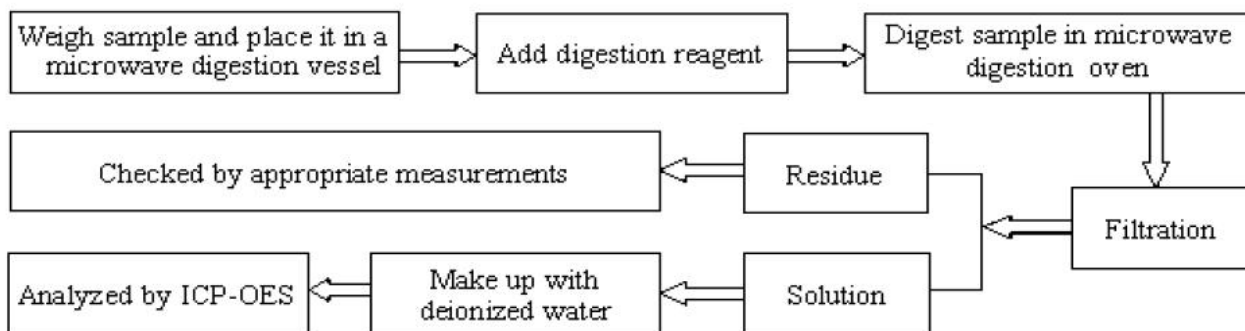 Weigh sample and place it in a
microwave digestion vessel
Add digestion reagent
Digest sample in microwave
digestion oven
Checked by appropriate measurements
Residue
Filtration
Analyzed by ICP-OES
Make up with
deionized water
Solution